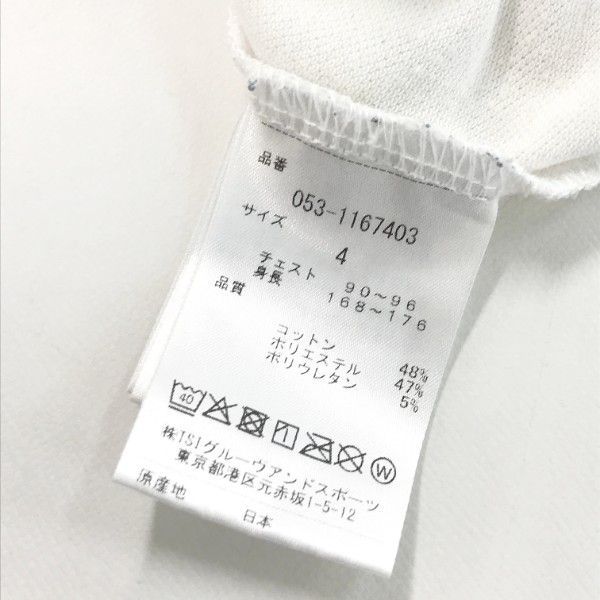 品番
053-1167403
サイズ
4
チェスト 90～96
身長 168～176
品質
コットン 48%
ポリエステル 47%
ポリウレタン 5%
40
W
㈱TSIグルーヴアンドスポーツ
東京都港区元赤坂1-5-12
原産地
日本